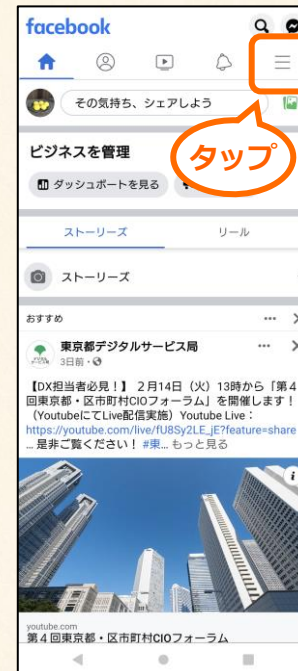 facebook
その気持ち、シェアしよう
ビジネスを管理
タップ
ダッシュボードを見る
ストーリーズ
リール
ストーリーズ
おすすめ
東京都デジタルサービス局
3日前
【DX担当者必見！】 2月14日（火）13時から「第4
回東京都・区市町村CIOフォーラム」を開催します！
（YoutubeにてLive配信実施）Youtube Live：
https://youtube.com/live/fU8Sy2LE_jE?feature=share
... 是非ご覧ください！ #東... もっと見る
youtube.com
第4回東京都・区市町村CIOフォーラム